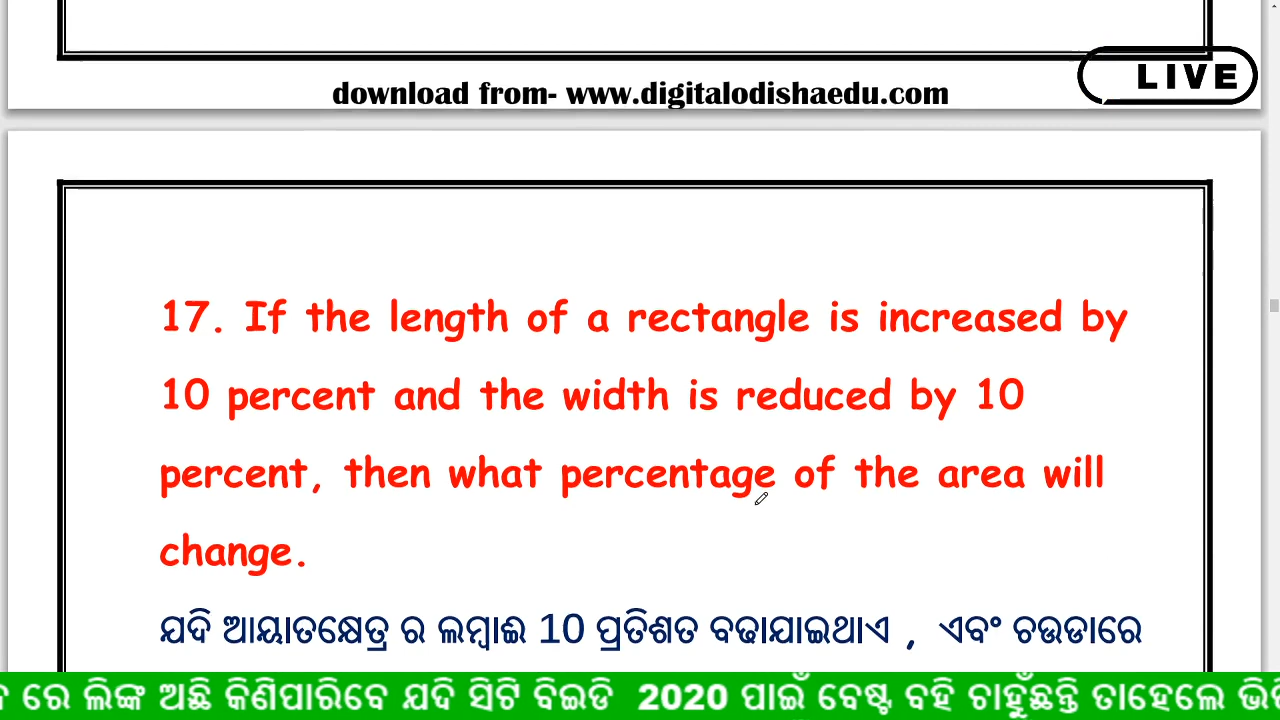 LIVE
download from- www.digitalodishaedu.com
17. If the length of a rectangle is increased by
10 percent and the width is reduced by 10
percent, then what percentage of the area will
change.
ଯଦି ଆୟାତକ୍ଷେତ୍ର ର ଲମ୍ବାଈ 10 ପ୍ରତିଶତ ବଢାଯାଇଥାଏ , ଏବଂ ଚଉଡାରେ
ରେ ଲିଙ୍କ ଅଛି କିଣିପାରିବେ ଯଦି ସିଟି ବିଇଡି 2020 ପାଇଁ ବେଷ୍ଟ ବହି ଚାହୁଁଛନ୍ତି ତାହେଲେ